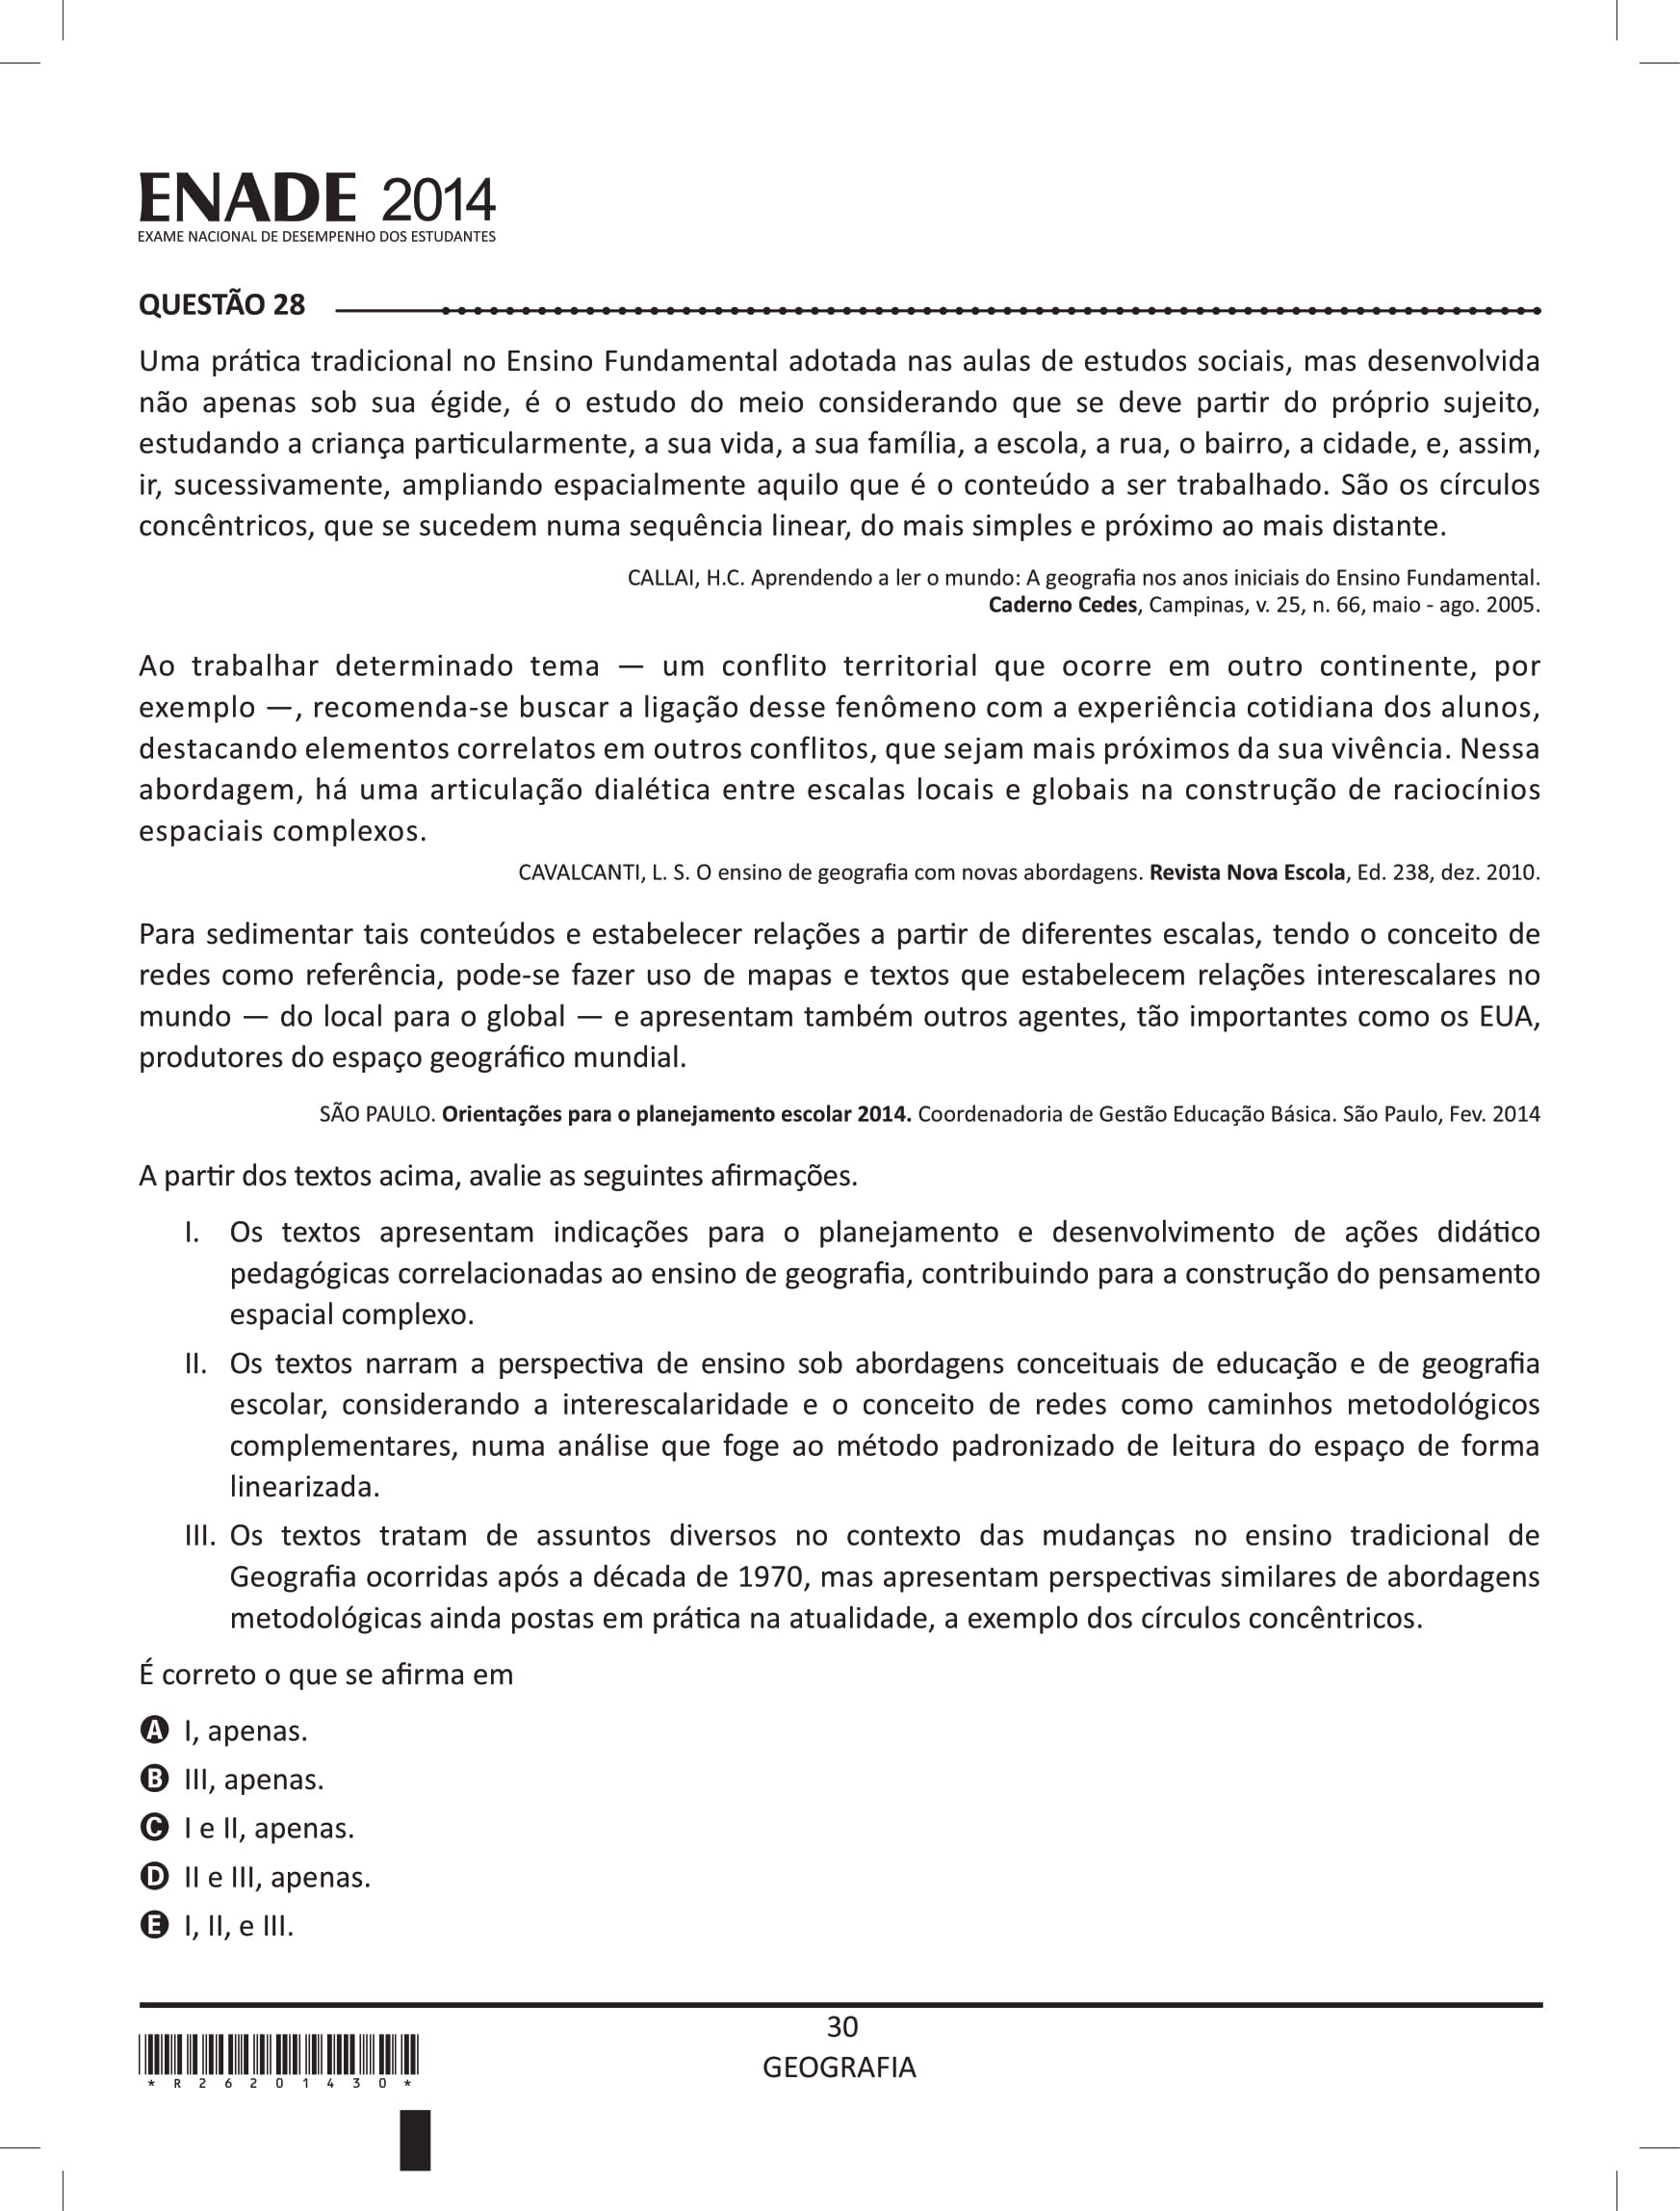 ENADE 2014
EXAME NACIONAL DE DESEMPENHO DOS ESTUDANTES
QUESTÃO 28
Uma prática tradicional no Ensino Fundamental adotada nas aulas de estudos sociais, mas desenvolvida
não apenas sob sua égide, é o estudo do meio considerando que se deve partir do próprio sujeito,
estudando a criança particularmente, a sua vida, a sua família, a escola, a rua, o bairro, a cidade, e, assim,
ir, sucessivamente, ampliando espacialmente aquilo que é o conteúdo a ser trabalhado. São os círculos
concêntricos, que se sucedem numa sequência linear, do mais simples e próximo ao mais distante.
CALLAI, H.C. Aprendendo a ler o mundo: A geografia nos anos iniciais do Ensino Fundamental.
Caderno Cedes, Campinas, v. 25, n. 66, maio - ago. 2005.
Ao trabalhar determinado tema — um conflito territorial que ocorre em outro continente, por
exemplo —, recomenda-se buscar a ligação desse fenômeno com a experiência cotidiana dos alunos,
destacando elementos correlatos em outros conflitos, que sejam mais próximos da sua vivência. Nessa
abordagem, há uma articulação dialética entre escalas locais e globais na construção de raciocínios
espaciais complexos.
CAVALCANTI, L. S. O ensino de geografia com novas abordagens. Revista Nova Escola, Ed. 238, dez. 2010.
Para sedimentar tais conteúdos e estabelecer relações a partir de diferentes escalas, tendo o conceito de
redes como referência, pode-se fazer uso de mapas e textos que estabelecem relações interescalares no
mundo — do local para o global — e apresentam também outros agentes, tão importantes como os EUA,
produtores do espaço geográfico mundial.
SÃO PAULO. Orientações para o planejamento escolar 2014. Coordenadoria de Gestão Educação Básica. São Paulo, Fev. 2014
A partir dos textos acima, avalie as seguintes afirmações.
I. Os textos apresentam indicações para o planejamento e desenvolvimento de ações didático
pedagógicas correlacionadas ao ensino de geografia, contribuindo para a construção do pensamento
espacial complexo.
II. Os textos narram a perspectiva de ensino sob abordagens conceituais de educação e de geografia
escolar, considerando a interescalaridade e o conceito de redes como caminhos metodológicos
complementares, numa análise que foge ao método padronizado de leitura do espaço de forma
linearizada.
III. Os textos tratam de assuntos diversos no contexto das mudanças no ensino tradicional de
Geografia ocorridas após a década de 1970, mas apresentam perspectivas similares de abordagens
metodológicas ainda postas em prática na atualidade, a exemplo dos círculos concêntricos.
É correto o que se afirma em
A I, apenas.
B III, apenas.
C I e II, apenas.
D II e III, apenas.
E I, II, e III.
30
GEOGRAFIA
* R 2 6 2 0 1 4 3 0 *